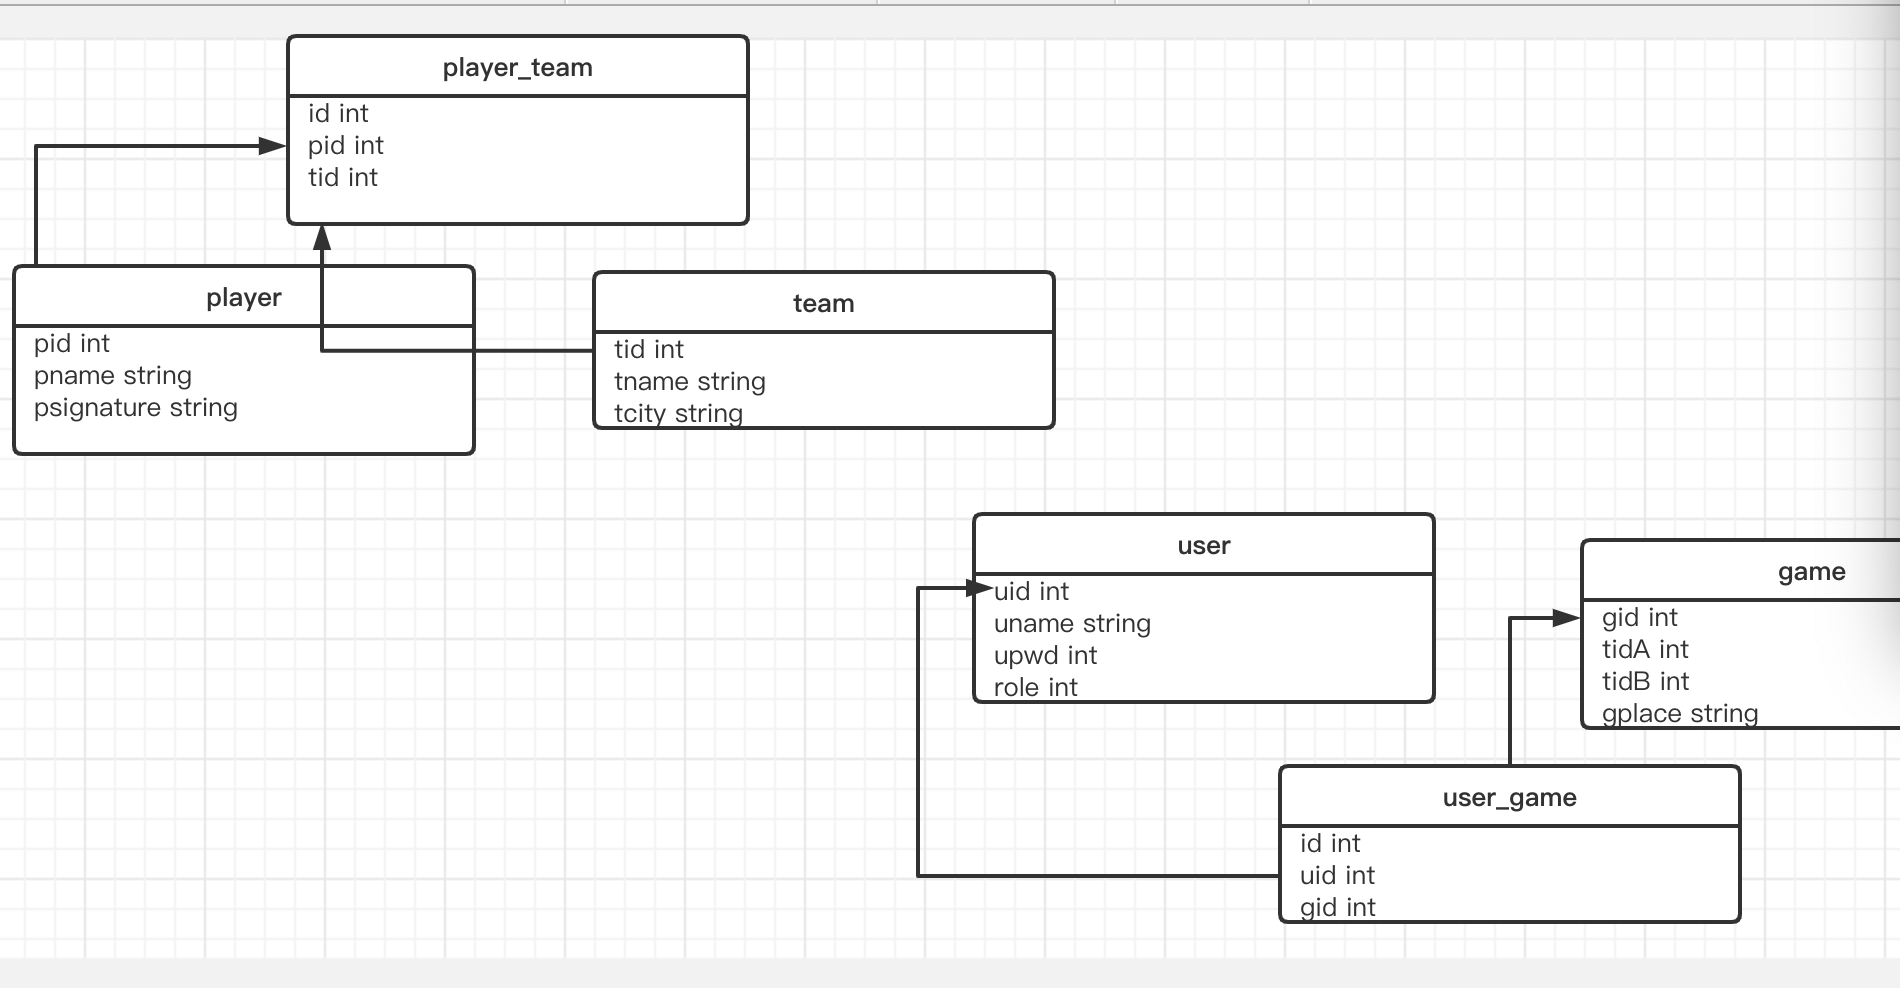 player_team
id int
pid int
tid int
player
pid int
pname string
psignature string
team
tid int
tname string
tcity string
user
uid int
uname string
upwd int
role int
game
gid int
tidA int
tidB int
gplace string
user_game
id int
uid int
gid int